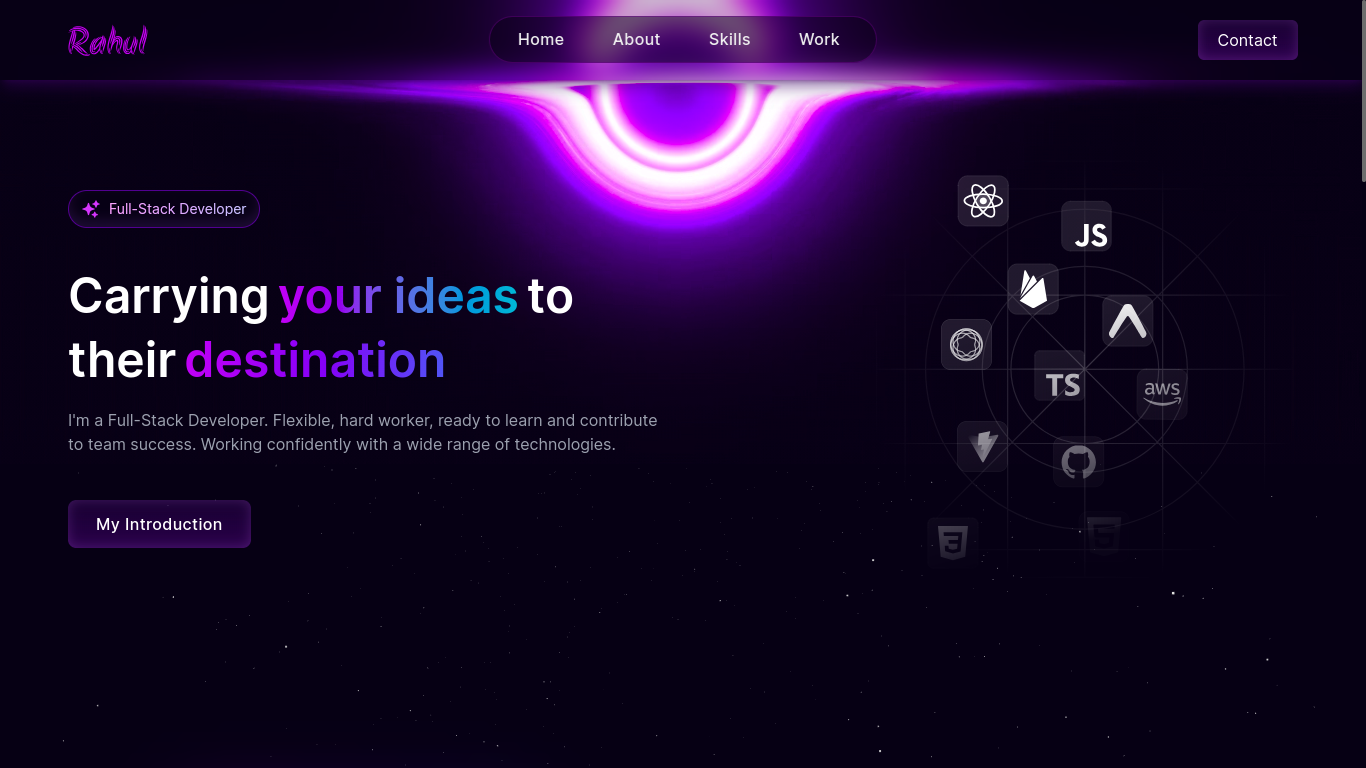 Rahul
Home
About
Skills
Work
Contact
Full-Stack Developer
JS
Carrying your ideas to
their destination
TS
aws
I'm a Full-Stack Developer. Flexible, hard worker, ready to learn and contribute
to team success. Working confidently with a wide range of technologies.
My Introduction
3
5